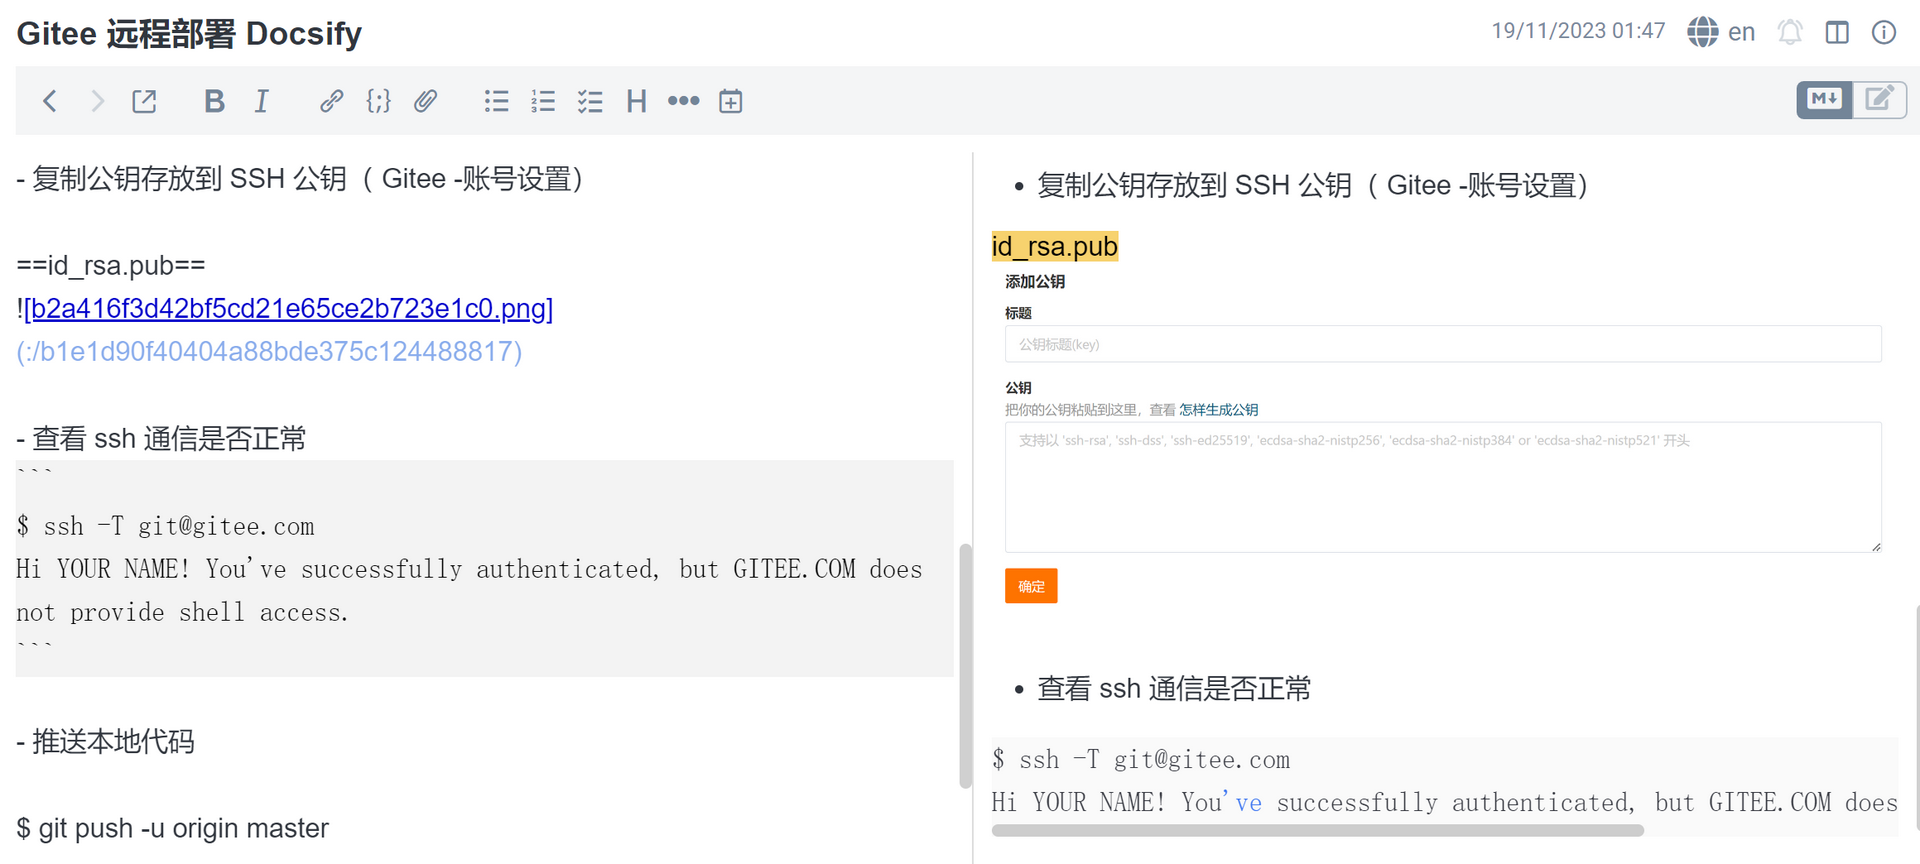 Gitee 远程部署 Docsify
19/11/2023 01:47
en
B I
H
M↓
- 复制公钥存放到 SSH 公钥（ Gitee -账号设置）
==id_rsa.pub==
![b2a416f3d42bf5cd21e65ce2b723e1c0.png]
(:/b1e1d90f40404a88bde375c124488817)
- 查看 ssh 通信是否正常
```
$ ssh -T git@gitee.com
Hi YOUR NAME! You've successfully authenticated, but GITEE.COM does
not provide shell access.
```
- 推送本地代码
$ git push -u origin master
• 复制公钥存放到 SSH 公钥（ Gitee -账号设置）
id_rsa.pub
添加公钥
标题
公钥标题(key)
公钥
把你的公钥粘贴到这里，查看 怎样生成公钥
支持以 'ssh-rsa', 'ssh-dss', 'ssh-ed25519', 'ecdsa-sha2-nistp256', 'ecdsa-sha2-nistp384' or 'ecdsa-sha2-nistp521' 开头
确定
• 查看 ssh 通信是否正常
$ ssh -T git@gitee.com
Hi YOUR NAME! You've successfully authenticated, but GITEE.COM does